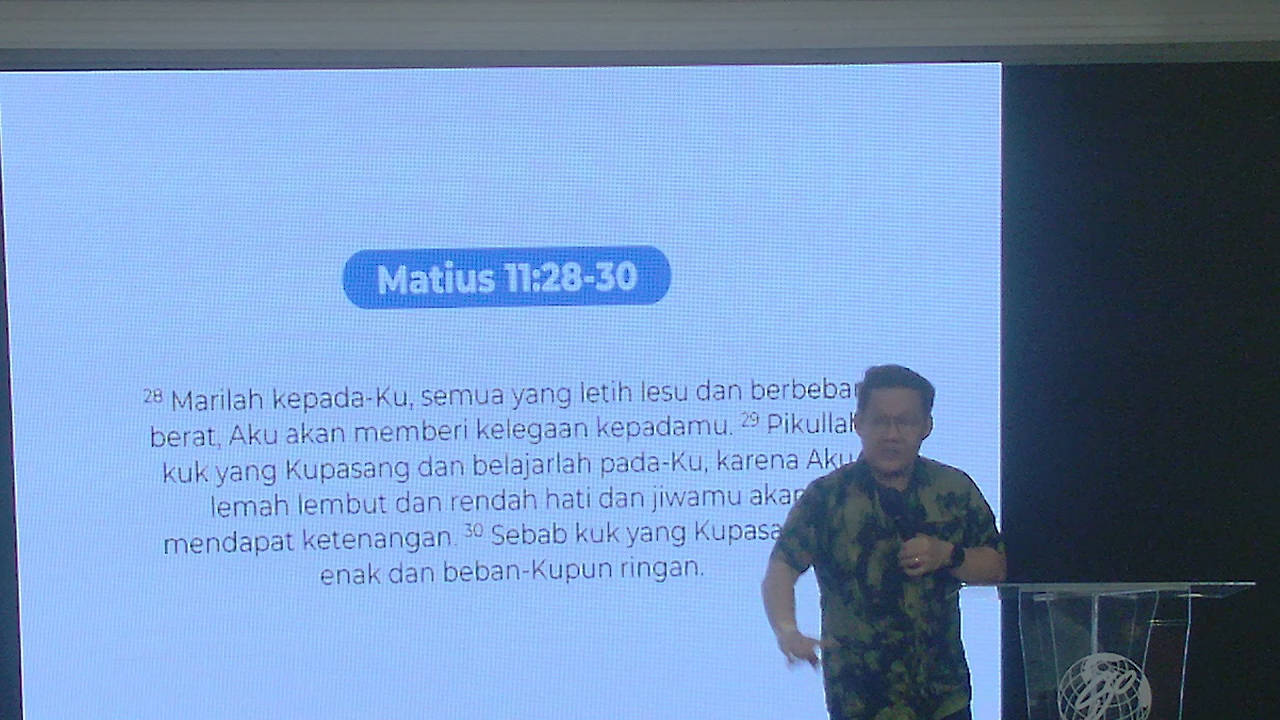 Matius 11:28-30
28 Marilah kepada-Ku, semua yang letih lesu dan berbeban
berat, Aku akan memberi kelegaan kepadamu. 29 Pikullah
kuk yang Kupasang dan belajarlah pada-Ku, karena Aku
lemah lembut dan rendah hati dan jiwamu akan
mendapat ketenangan. 30 Sebab kuk yang Kupasa
enak dan beban-Kupun ringan.